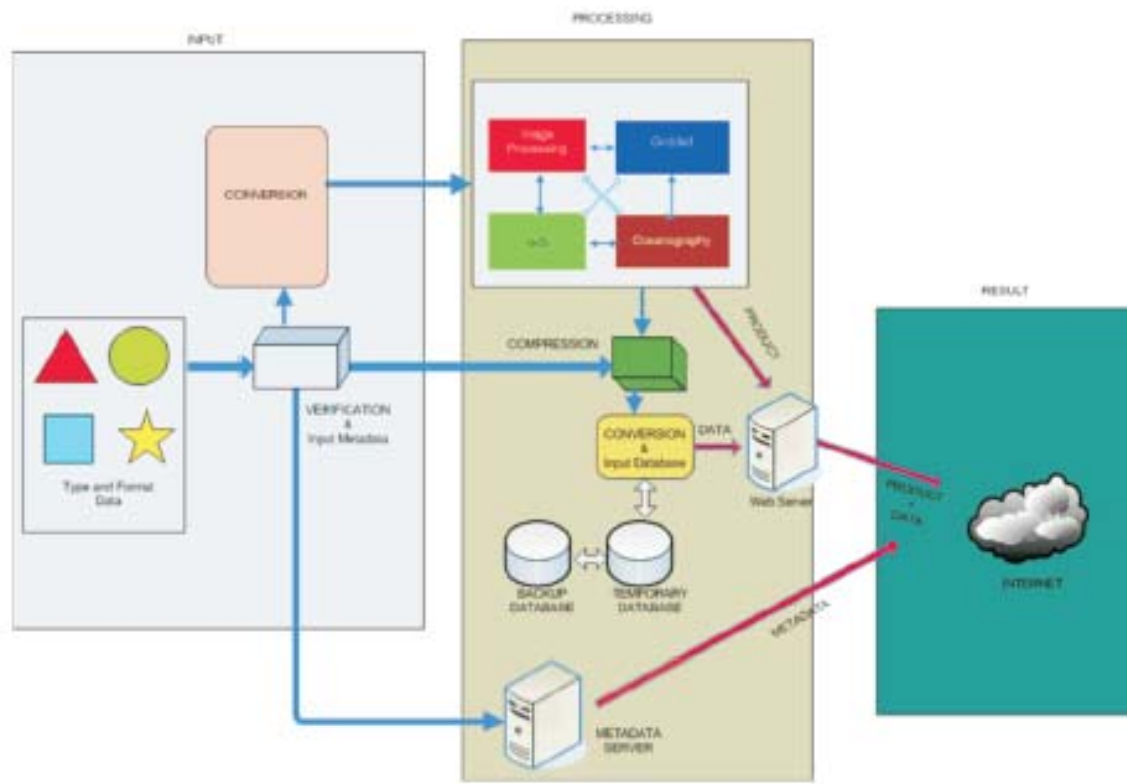 PROCESSING
INPUT
Image
Processing
Gridded
CONVERSION
Oceanography
RESULT
PRODUCT
COMPRESSION
VERIFICATION
&
Input Metadata
CONVERSION
&
Input Database
DATA
Type and Format
Data
Web Server
PRODUCT
+
DATA
INTERNET
BACKUP
DATABASE
TEMPORARY
DATABASE
METADATA
METADATA
SERVER